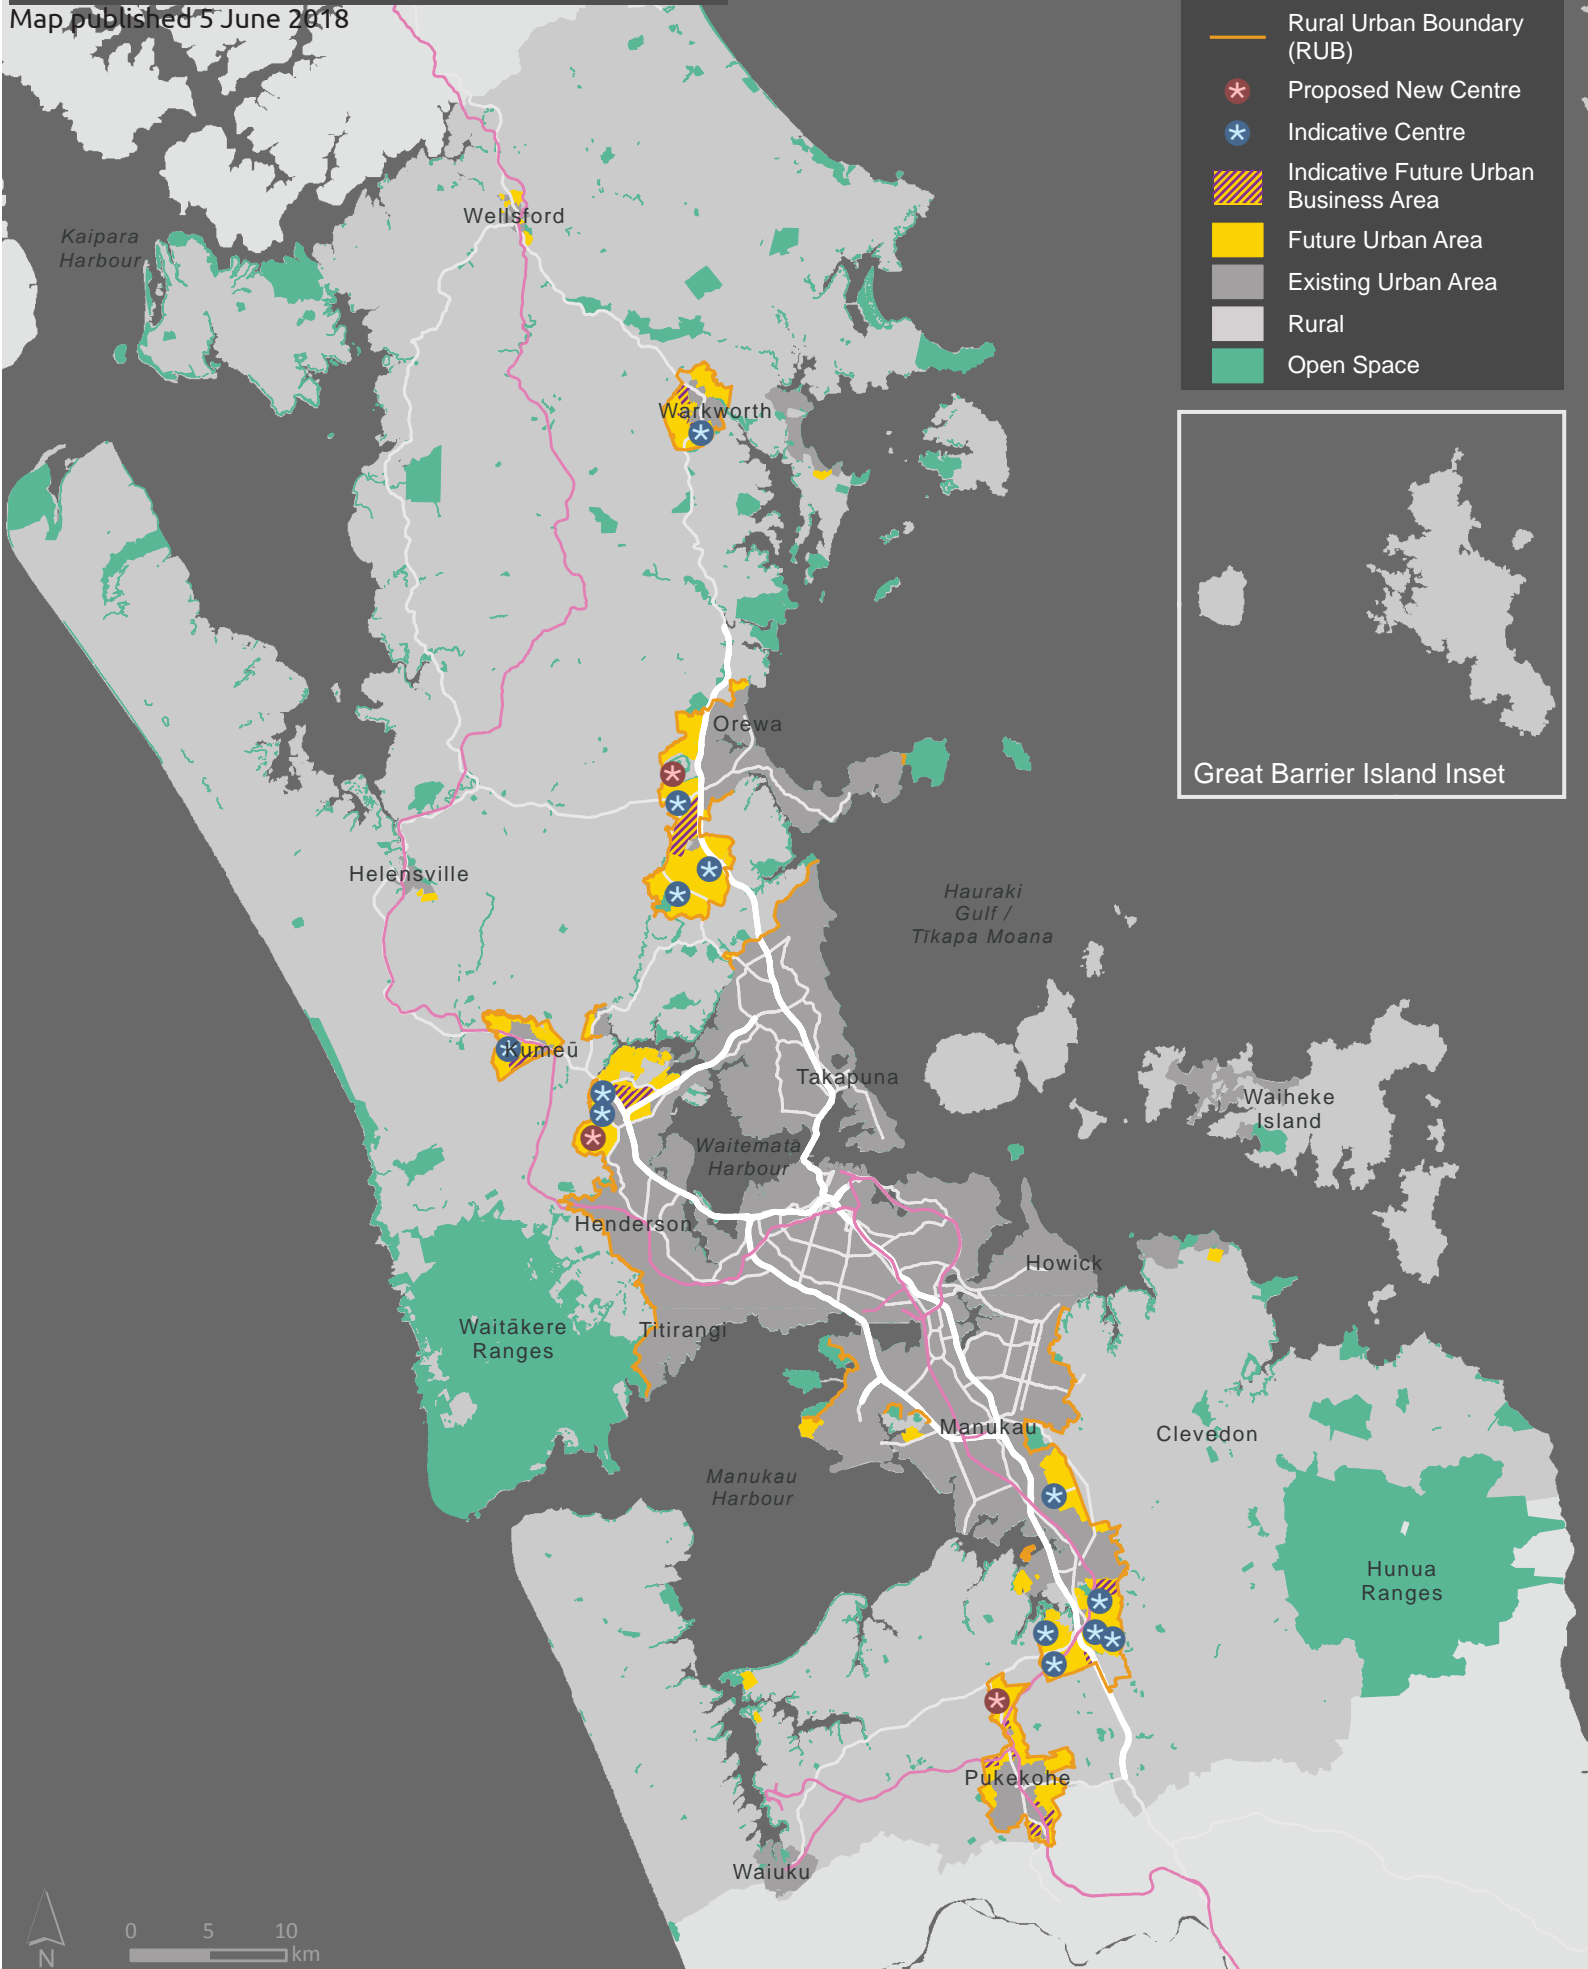 Map published 5 June 2018
Rural Urban Boundary
(RUB)
Proposed New Centre
Indicative Centre
Indicative Future Urban
Business Area
Future Urban Area
Existing Urban Area
Rural
Open Space
Great Barrier Island Inset
Wellsford
Kaipara
Harbour
Warkworth
Orewa
Helensville
Hauraki
Gulf /
Tīkapa Moana
Kumeū
Takapuna
Waiheke
Island
Waitematā
Harbour
Henderson
Howick
Waitākere
Ranges
Titirangi
Manukau
Clevedon
Manukau
Harbour
Hunua
Ranges
Pukekohe
Waiuku
N
0 5 10
km